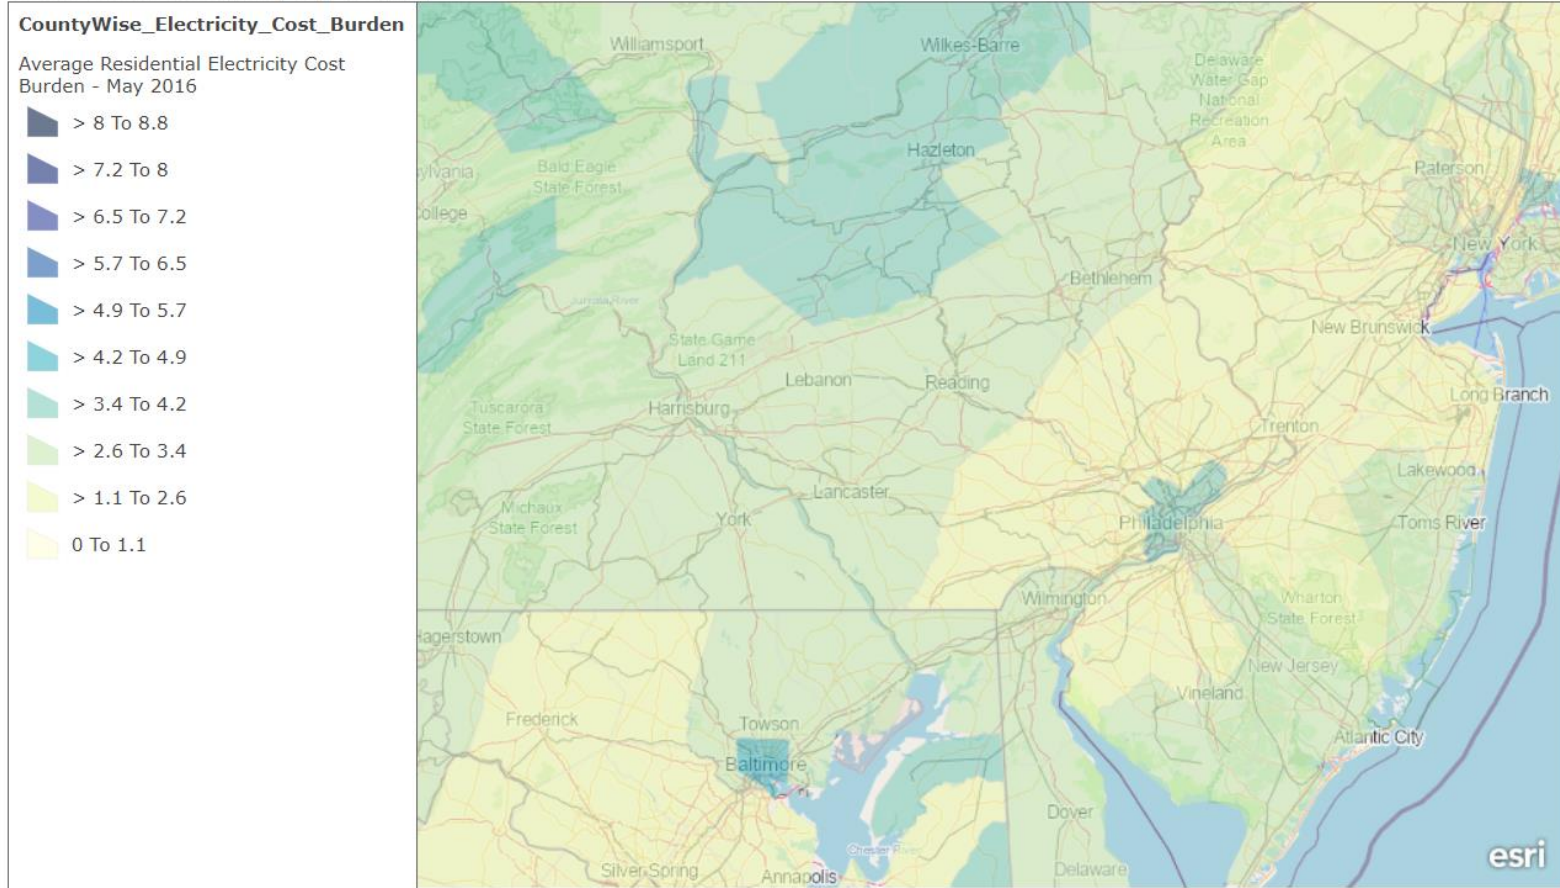 CountyWise_Electricity_Cost_Burden
Average Residential Electricity Cost
Burden - May 2016
> 8 To 8.8
> 7.2 To 8
> 6.5 To 7.2
> 5.7 To 6.5
> 4.9 To 5.7
> 4.2 To 4.9
> 3.4 To 4.2
> 2.6 To 3.4
> 1.1 To 2.6
0 To 1.1
Williamsport
Wilkes-Barre
Delaware
Water Gap
National
Recreation
Area
Hazleton
Bald Eagle
State Forest
sylvania
Paterson
College
New York
Bethlehem
Juniata River
New Brunswick
State Game
Land 211
Lebanon
Reading
Long Branch
Tuscarora
State Forest
Harrisburg
Trenton
Lakewood
Lancaster
Michaux
State Forest
York
Philadelphia
Toms River
Wilmington
Wharton
State Forest
Hagerstown
New Jersey
Vineland
Frederick
Towson
Atlantic City
Baltimore
Dover
Chester River
esri
Silver Spring
Annapolis
Delaware